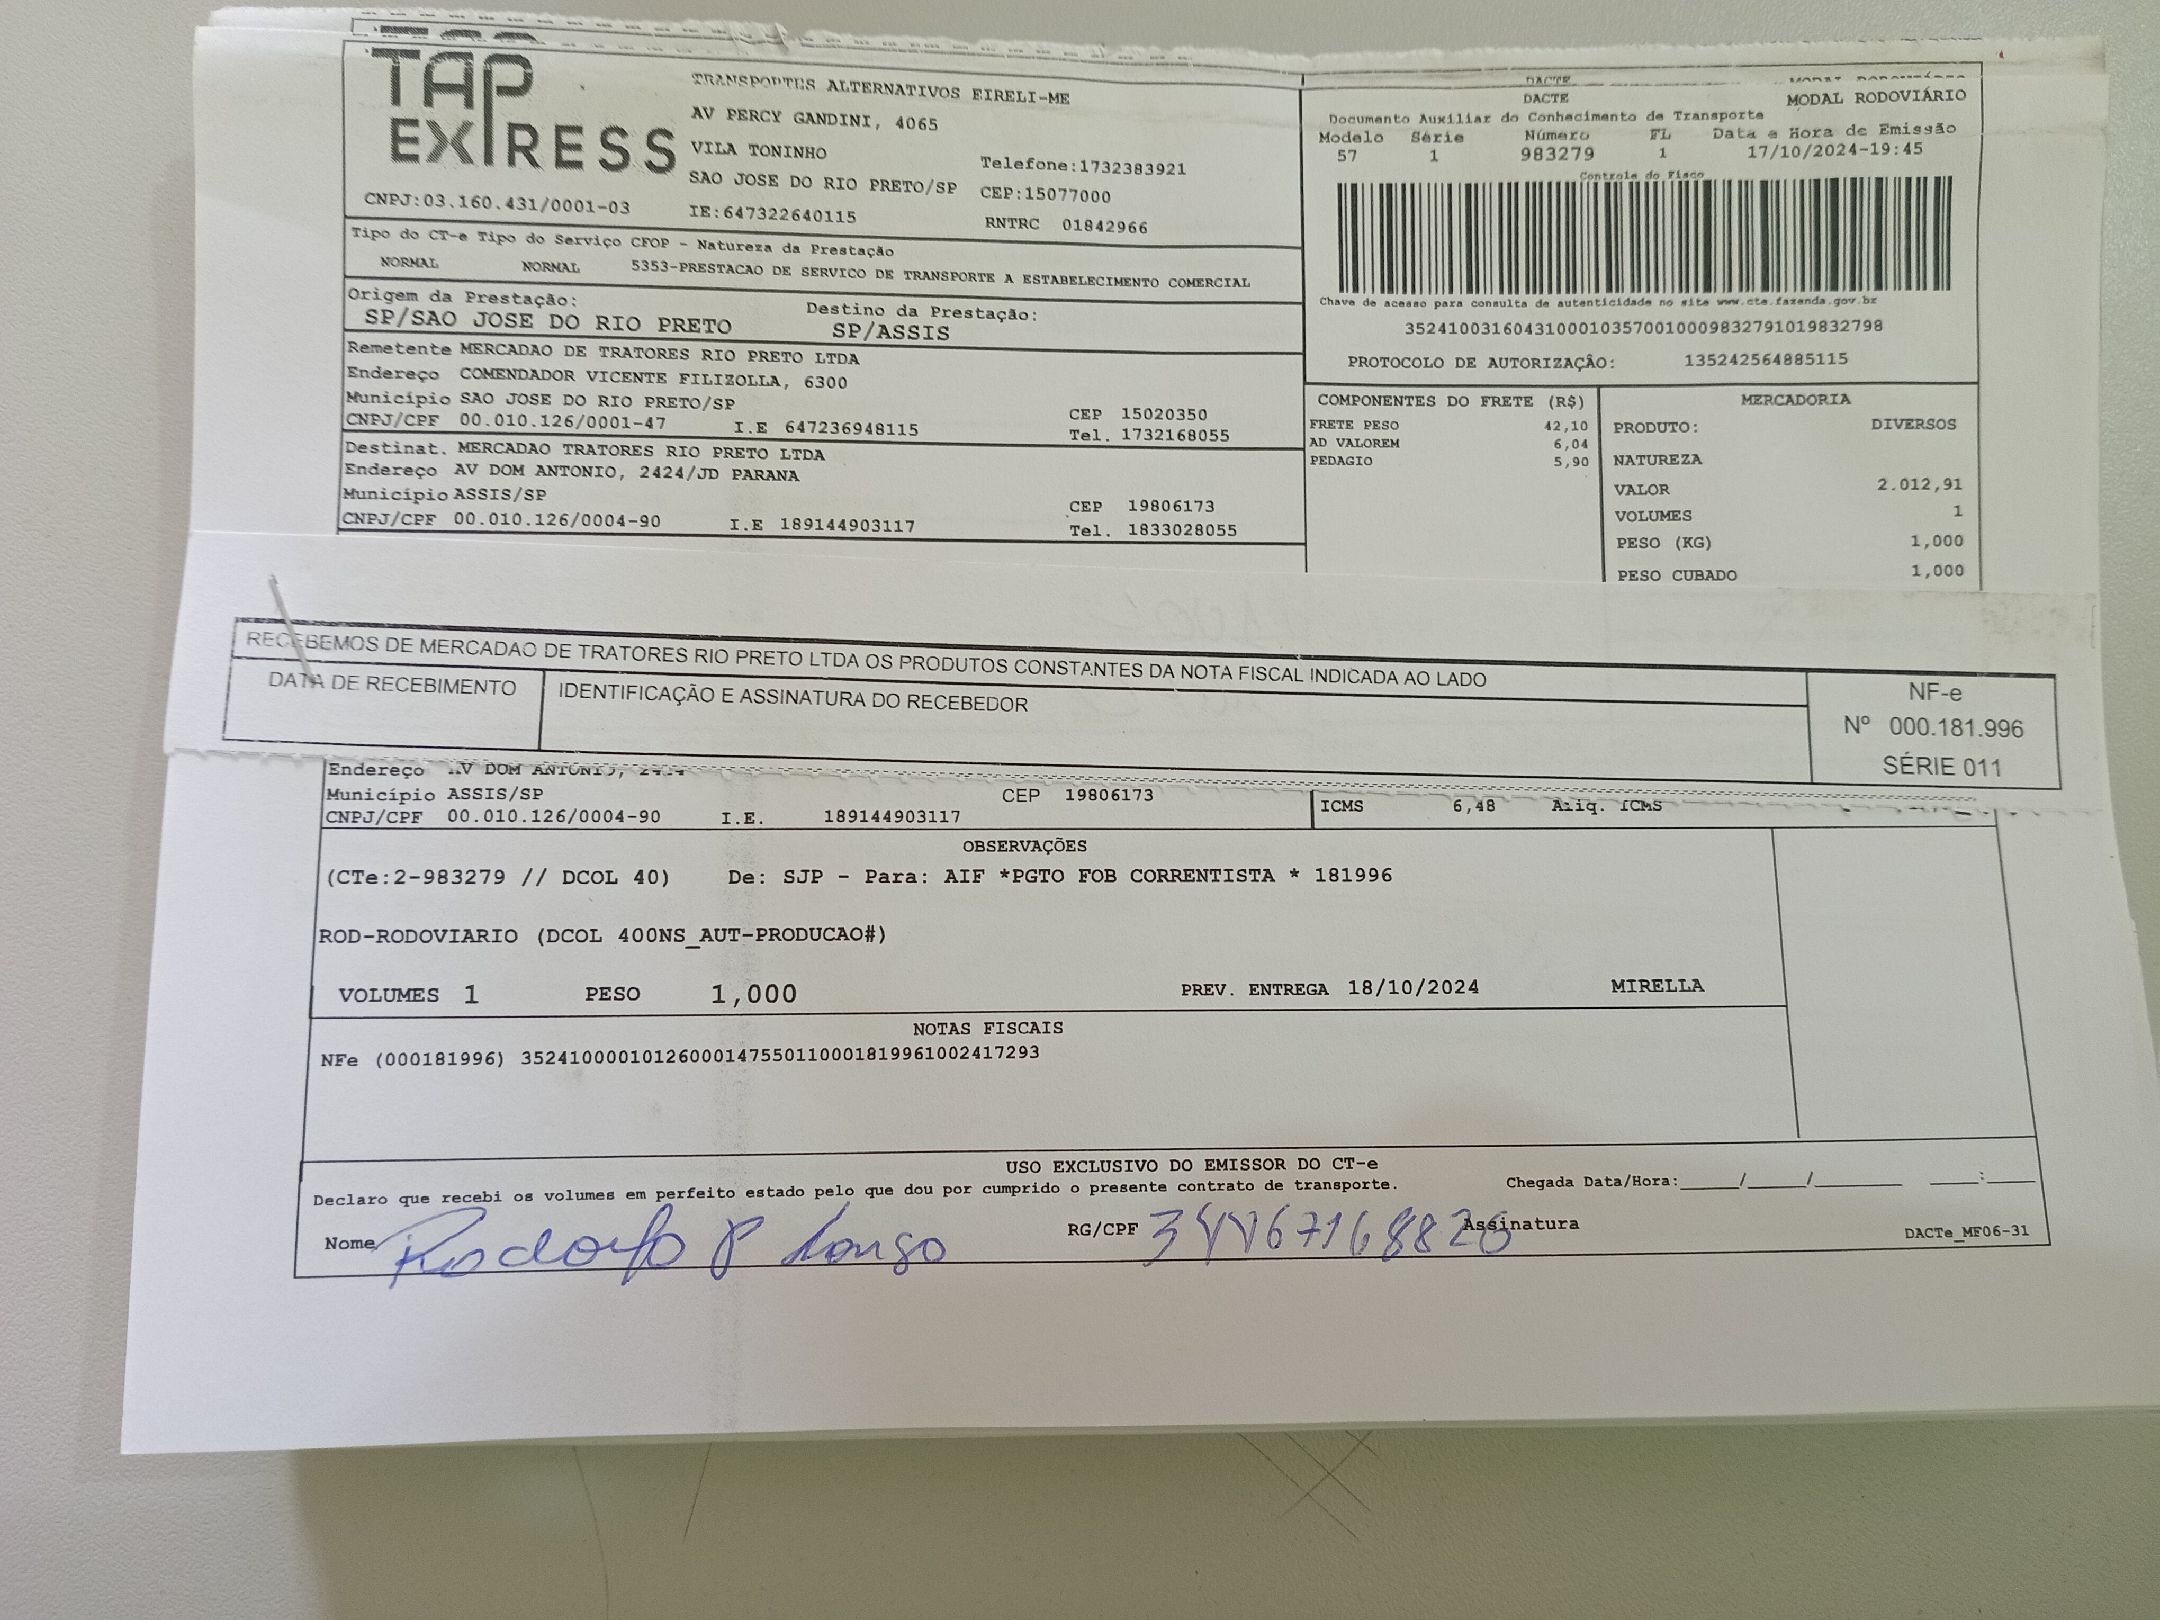 TAP EXPRESS
TRANSPORTES ALTERNATIVOS EIRELI-ME
AV PERCY GANDINI, 4065
VILA TONINHO
Telefone:1732383921
SAO JOSE DO RIO PRETO/SP CEP:15077000
CNPJ:03.160.431/0001-03 IE:647322640115 RNTRC 01842966
Tipo do CT-e Tipo do Serviço CFOP - Natureza da Prestação
NORMAL NORMAL 5353-PRESTACAO DE SERVICO DE TRANSPORTE A ESTABELECIMENTO COMERCIAL
Origem da Prestação: Destino da Prestação:
SP/SAO JOSE DO RIO PRETO SP/ASSIS
Remetente MERCADAO DE TRATORES RIO PRETO LTDA
Endereço COMENDADOR VICENTE FILIZOLLA, 6300
Município SAO JOSE DO RIO PRETO/SP CEP 15020350
CNPJ/CPF 00.010.126/0001-47 I.E 647236948115 Tel. 1732168055
Destinat. MERCADAO TRATORES RIO PRETO LTDA
Endereço AV DOM ANTONIO, 2424/JD PARANA
Município ASSIS/SP CEP 19806173
CNPJ/CPF 00.010.126/0004-90 I.E 189144903117 Tel. 1833028055
DACTE
DACTE MODAL RODOVIÁRIO
Documento Auxiliar do Conhecimento de Transporte
Modelo Série Número FL Data e Hora de Emissão
57 1 983279 1 17/10/2024-19:45
Controle do Fisco
Chave de acesso para consulta de autenticidade no site www.cte.fazenda.gov.br
35241003160431000103570010009832791019832798
PROTOCOLO DE AUTORIZAÇÂO: 135242564885115
COMPONENTES DO FRETE (R$)
FRETE PESO 42,10
AD VALOREM 6,04
PEDAGIO 5,90
MERCADORIA
PRODUTO: DIVERSOS
NATUREZA
VALOR 2.012,91
VOLUMES 1
PESO (KG) 1,000
PESO CUBADO 1,000
RECEBEMOS DE MERCADAO DE TRATORES RIO PRETO LTDA OS PRODUTOS CONSTANTES DA NOTA FISCAL INDICADA AO LADO
DATA DE RECEBIMENTO IDENTIFICAÇÃO E ASSINATURA DO RECEBEDOR
NF-e
Nº 000.181.996
SÉRIE 011
Endereço AV DOM ANTONIO, 2424
Município ASSIS/SP CEP 19806173
CNPJ/CPF 00.010.126/0004-90 I.E. 189144903117
ICMS 6,48 Aliq. ICMS
OBSERVAÇÕES
(CTe:2-983279 // DCOL 40) De: SJP - Para: AIF *PGTO FOB CORRENTISTA * 181996
ROD-RODOVIARIO (DCOL 400NS_AUT-PRODUCAO#)
VOLUMES 1 PESO 1,000 PREV. ENTREGA 18/10/2024 MIRELLA
NOTAS FISCAIS
NFe (000181996) 35241000010126000147550110001819961002417293
USO EXCLUSIVO DO EMISSOR DO CT-e
Declaro que recebi os volumes em perfeito estado pelo que dou por cumprido o presente contrato de transporte. Chegada Data/Hora:_____/_____/________ ____:____
Nome Rodorfo P Longo RG/CPF 34467168826 Assinatura DACTe_MF06-31